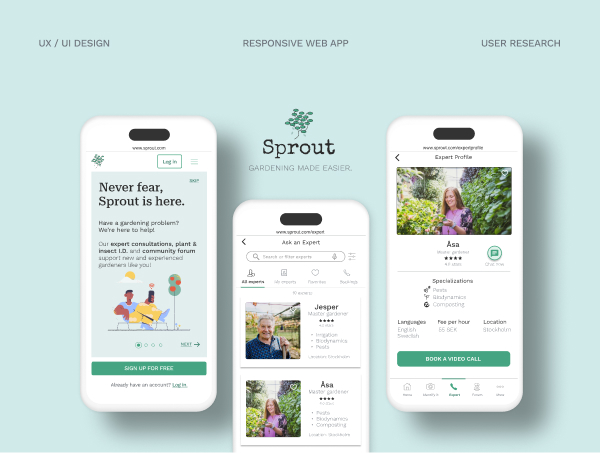 UX / UI DESIGN
RESPONSIVE WEB APP
USER RESEARCH
www.sprout.com
Log in
SKIP
Never fear,
Sprout is here.
Have a gardening problem?
We're here to help!
Our expert consultations, plant &
insect I.D. and community forum
support new and experienced
gardeners like you!
NEXT
SIGN UP FOR FREE
Already have an account? Log in.
Sprout
GARDENING MADE EASIER.
www.sprout.com/expert
Ask an Expert
Search or filter experts
All experts
My experts
Favorites
Bookings
Jesper
Master gardener
Irrigation
Biodynamics
Pests
Location: Stockholm
Åsa
Master gardener
Pests
Biodynamics
Composting
Location: Stockholm
www.sprout.com/expertprofile
Expert Profile
Åsa
Master gardener
Chat free
Specializations
Pests
Biodynamics
Composting
Languages
English
Swedish
Fee per hour
Location
Stockholm
BOOK A VIDEO CALL
Home
Identify it
Expert
Forum
More